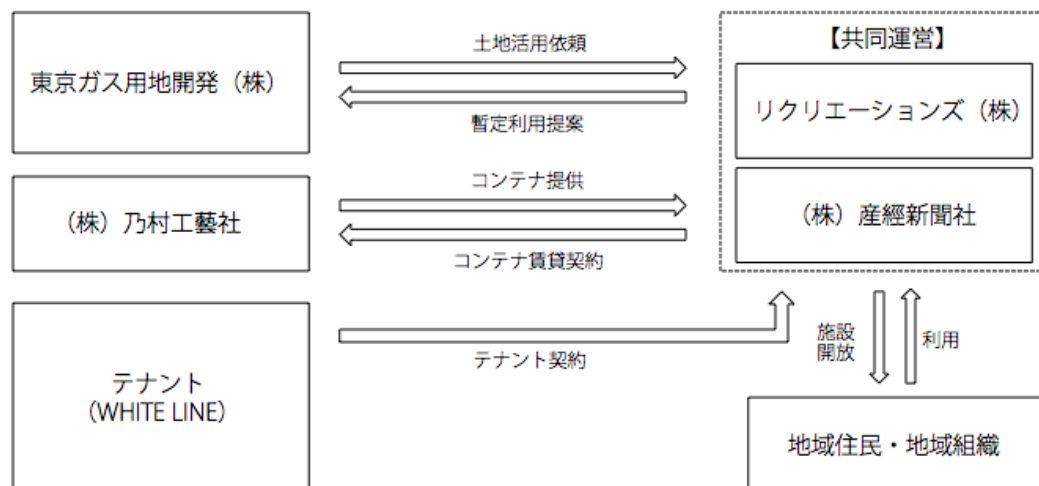 東京ガス用地開発（株）
土地活用依頼
暫定利用提案
【共同運営】
リクリエーションズ（株）
（株）産經新聞社
（株）乃村工藝社
コンテナ提供
コンテナ賃貸契約
テナント
（WHITE LINE）
テナント契約
施設
開放
利用
地域住民・地域組織